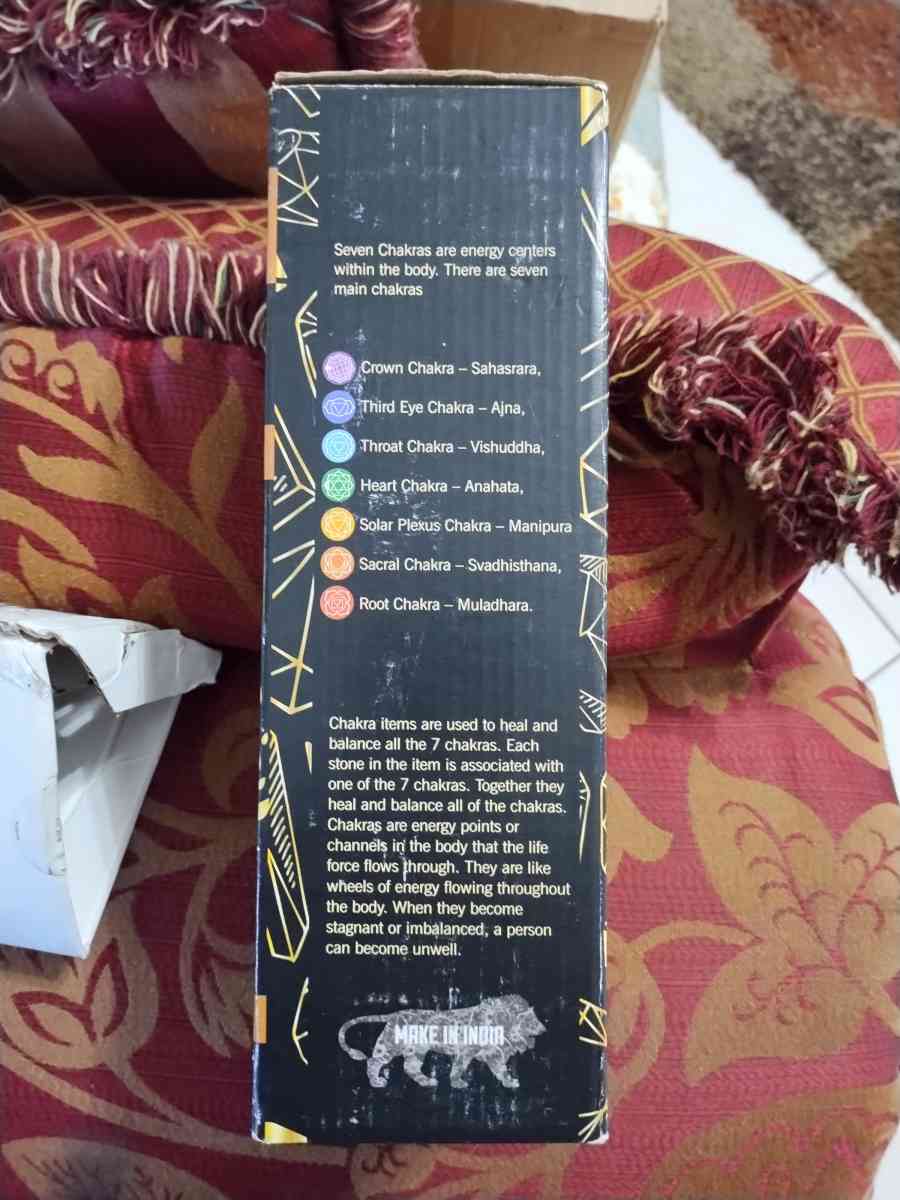 Seven Chakras are energy centers
within the body. There are seven
main chakras
Crown Chakra – Sahasrara,
Third Eye Chakra – Ajna,
Throat Chakra – Vishuddha,
Heart Chakra – Anahata,
Solar Plexus Chakra – Manipura
Sacral Chakra – Svadhisthana,
Root Chakra – Muladhara.
Chakra items are used to heal and
balance all the 7 chakras. Each
stone in the item is associated with
one of the 7 chakras. Together they
heal and balance all of the chakras.
Chakras are energy points or
channels in the body that the life
force flows through. They are like
wheels of energy flowing throughout
the body. When they become
stagnant or imbalanced, a person
can become unwell.
MAKE IN INDIA